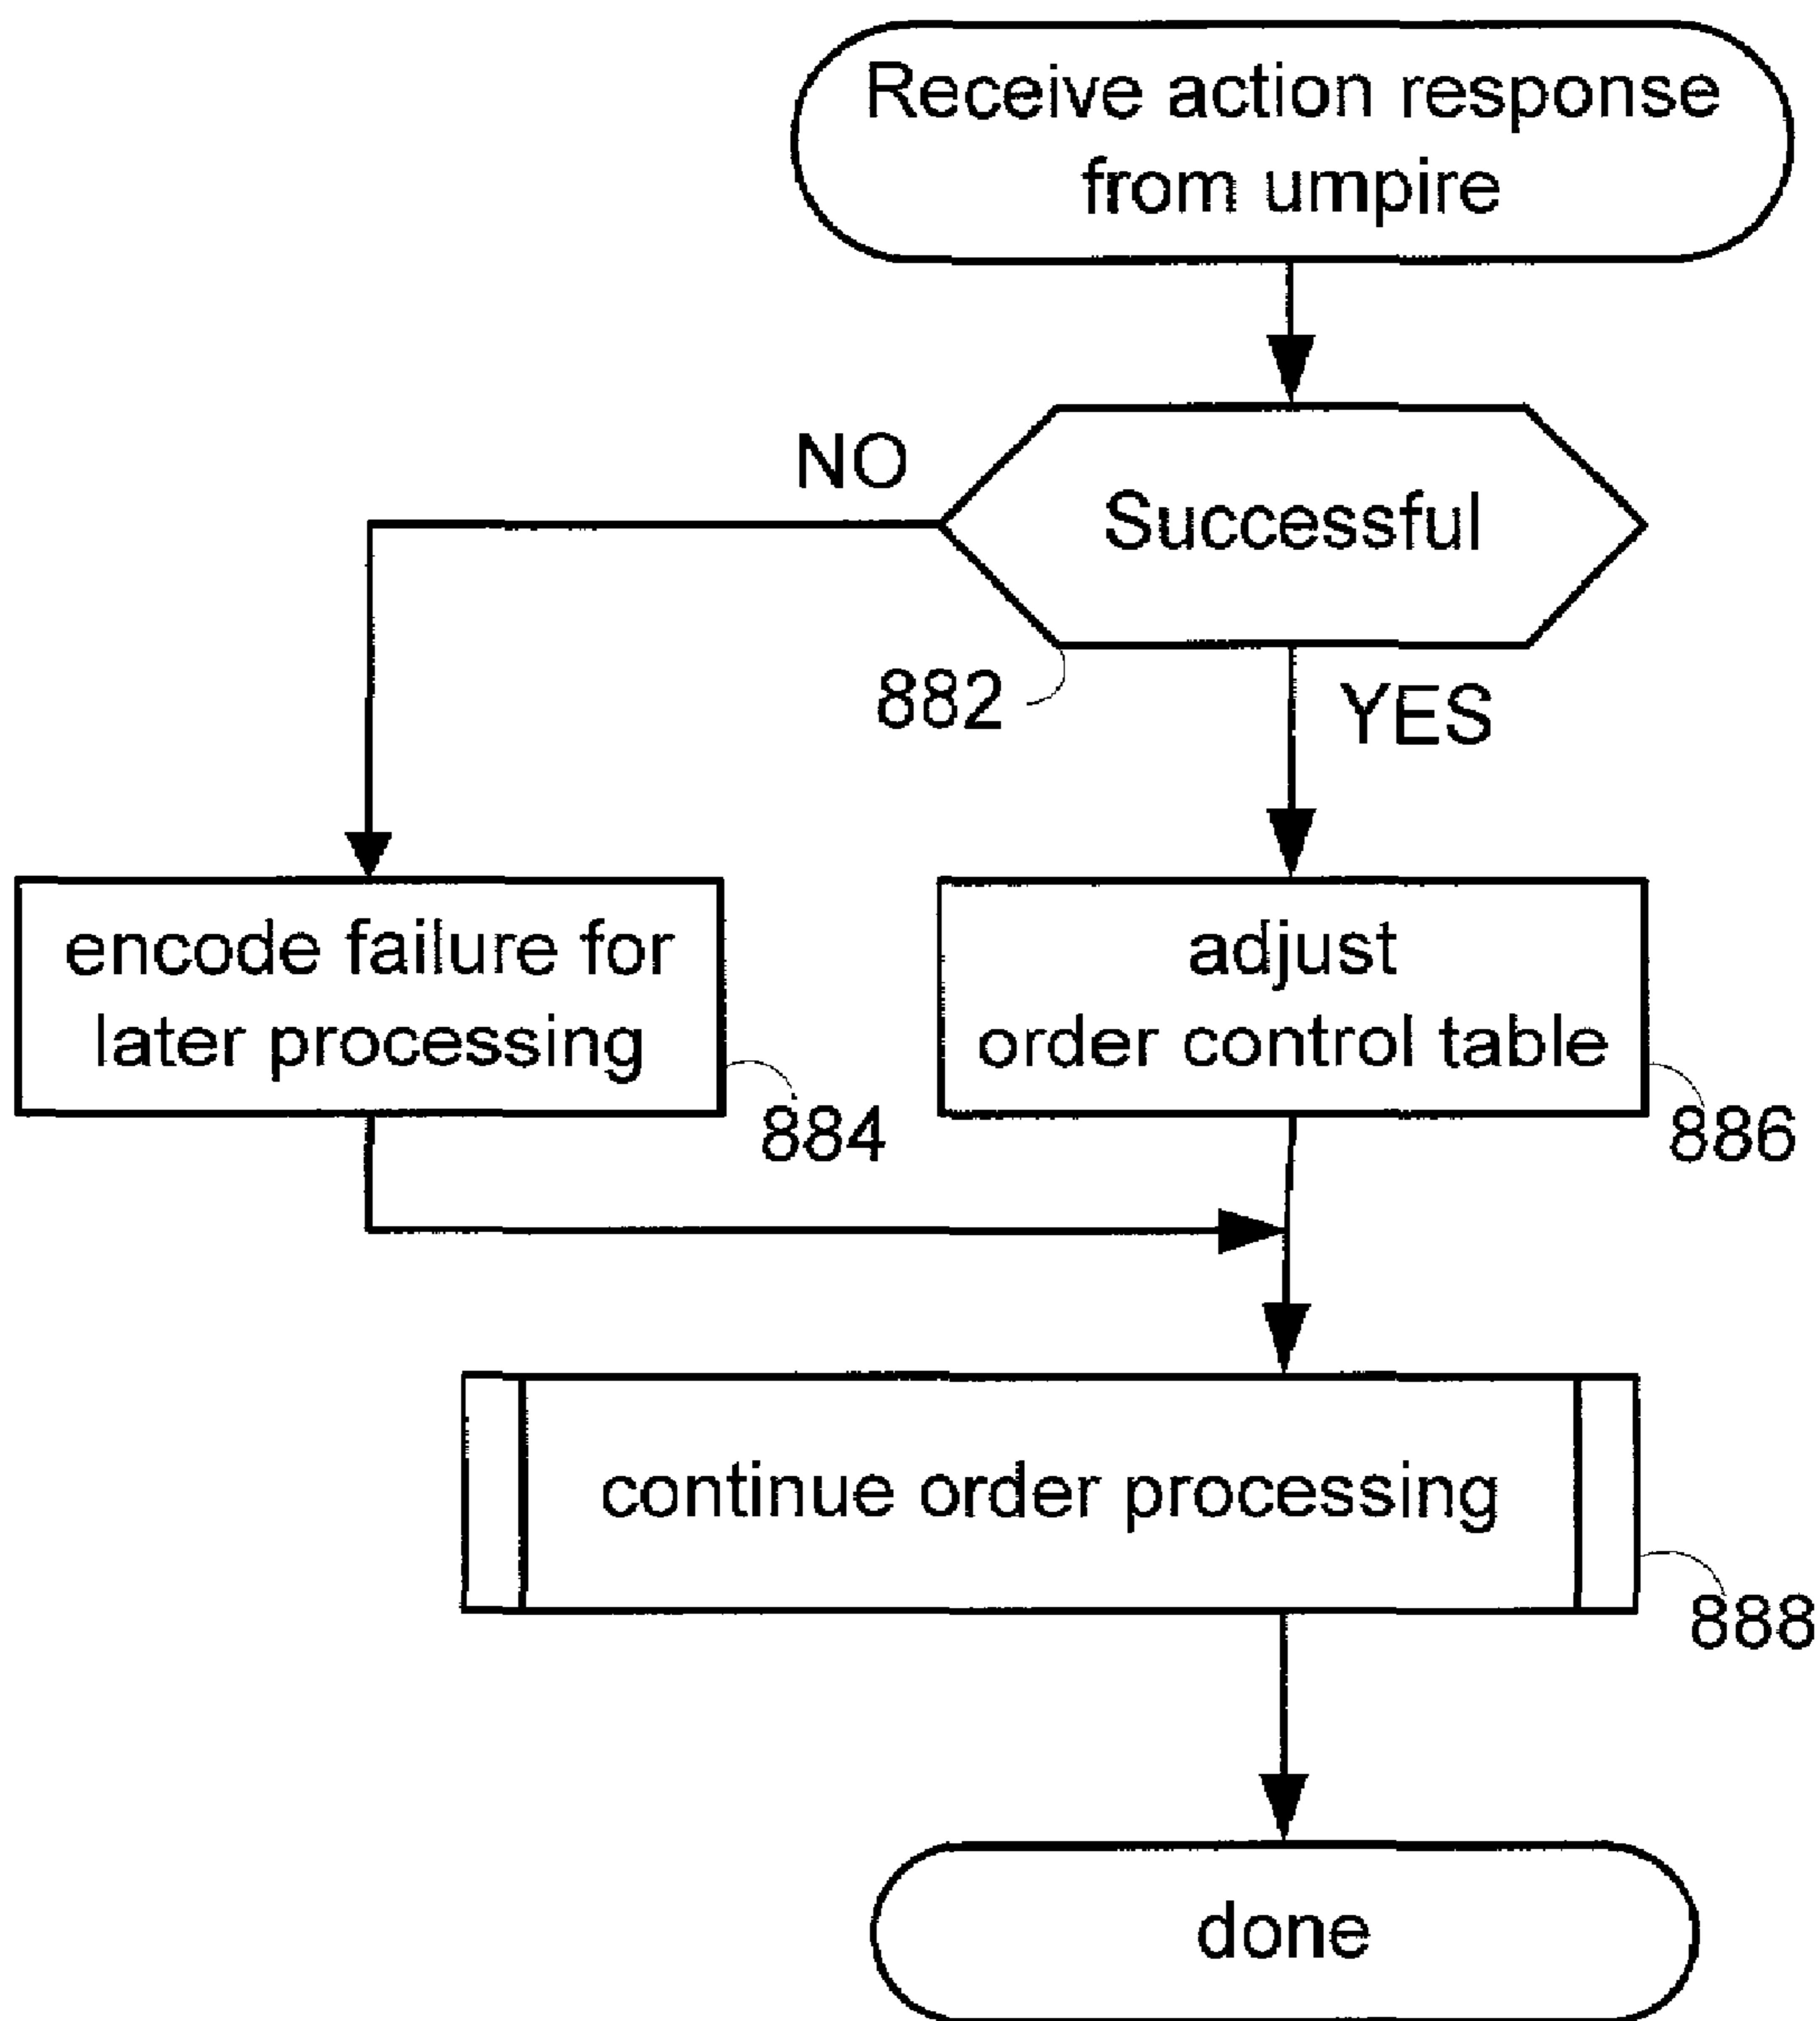 Receive action response
from umpire
NO
Successful
882
YES
encode failure for
later processing
884
adjust
order control table
886
continue order processing
888
done